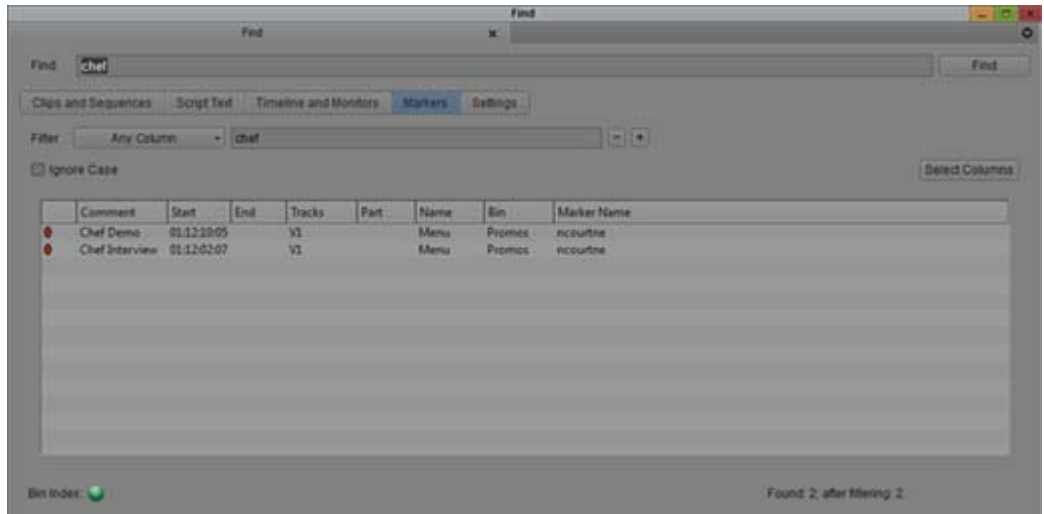 Find
Find
Find chef Find
Clips and Sequences Script Text Timeline and Monitors Markers Settings
Filter Any Column chef - +
Ignore Case Select Columns
Comment Start End Tracks Part Name Bin Marker Name
Chef Demo 01:12:10:05 V1 Menu Promos ncourtne
Chef Interview 01:12:02:07 V1 Menu Promos ncourtne
Bin Index: Found: 2; after filtering: 2